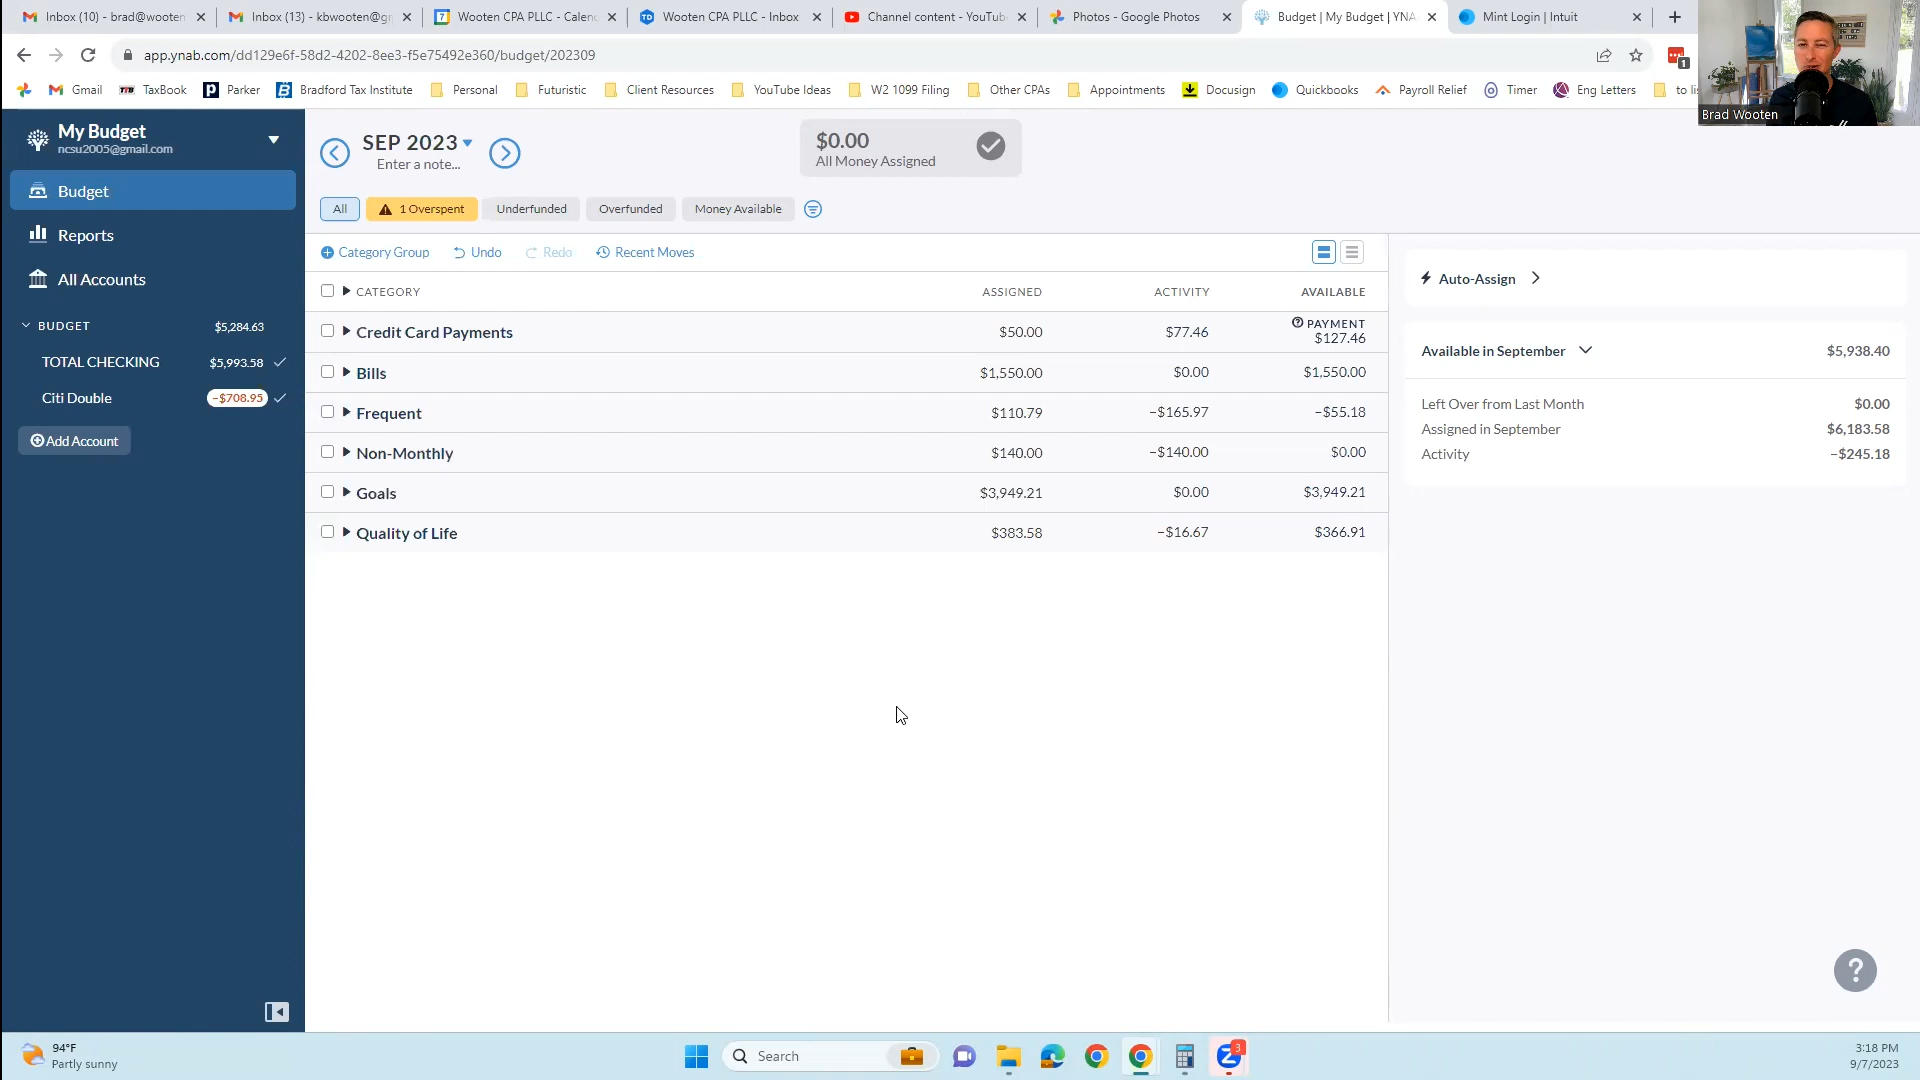 Inbox (10) - brad@wooten
Inbox (13) - kbwooten@gr
Wooten CPA PLLC - Calend
Wooten CPA PLLC - Inbox
Channel content - YouTub
Photos - Google Photos
Budget | My Budget | YNA
Mint Login | Intuit
app.ynab.com/dd129e6f-58d2-4202-8ee3-f5e75492e360/budget/202309
1
Gmail
TaxBook
Parker
Bradford Tax Institute
Personal
Futuristic
Client Resources
YouTube Ideas
W2 1099 Filing
Other CPAs
Appointments
Docusign
Quickbooks
Payroll Relief
Timer
Eng Letters
to li
Brad Wooten
My Budget
ncsu2005@gmail.com
Budget
Reports
All Accounts
BUDGET $5,284.63
TOTAL CHECKING $5,993.58
Citi Double −$708.95
Add Account
SEP 2023
Enter a note...
$0.00
All Money Assigned
All
1 Overspent
Underfunded
Overfunded
Money Available
Category Group
Undo
Redo
Recent Moves
CATEGORY ASSIGNED ACTIVITY AVAILABLE
Credit Card Payments $50.00 $77.46 PAYMENT
$127.46
Bills $1,550.00 $0.00 $1,550.00
Frequent $110.79 −$165.97 −$55.18
Non-Monthly $140.00 −$140.00 $0.00
Goals $3,949.21 $0.00 $3,949.21
Quality of Life $383.58 −$16.67 $366.91
Auto-Assign
Available in September $5,938.40
Left Over from Last Month $0.00
Assigned in September $6,183.58
Activity −$245.18
?
94°F
Partly sunny
Search
3
3:18 PM
9/7/2023